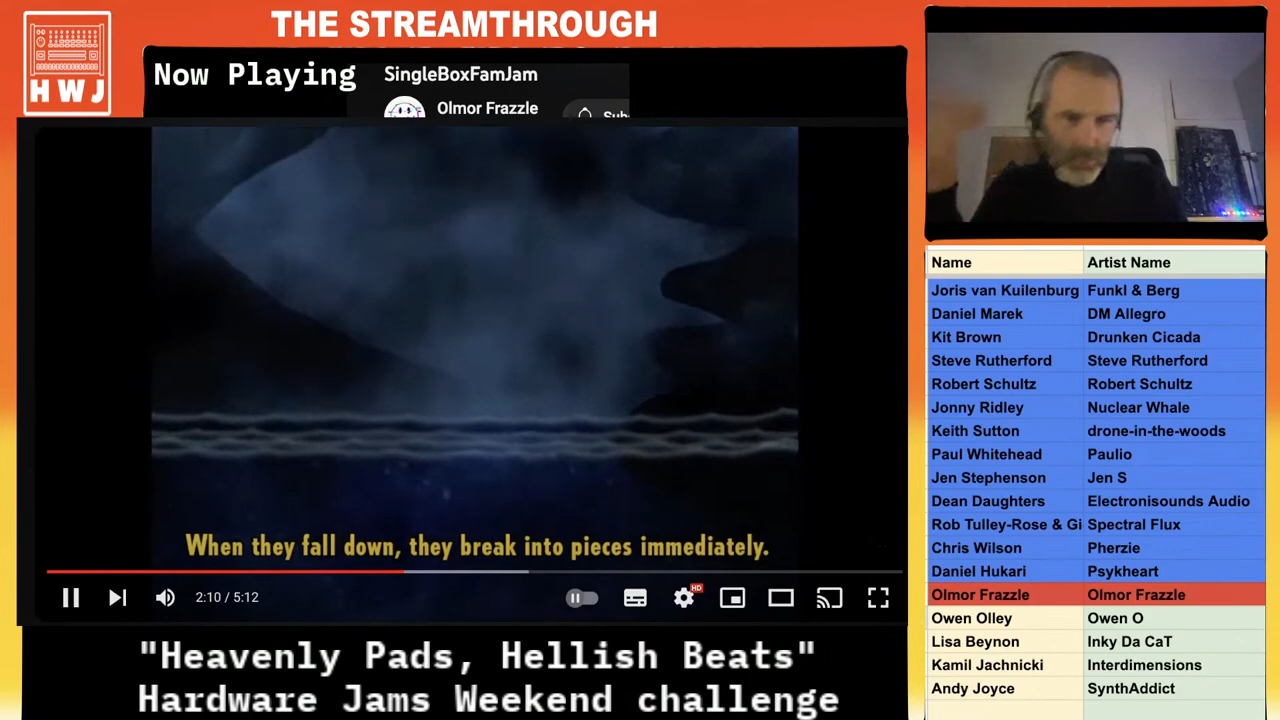 THE STREAMTHROUGH
HWJ
Now Playing
SingleBoxFamJam
Olmor Frazzle
When they fall down, they break into pieces immediately.
2:10 / 5:12
HD
"Heavenly Pads, Hellish Beats"
Hardware Jams Weekend challenge
Name Artist Name
Joris van Kuilenburg Funkl & Berg
Daniel Marek DM Allegro
Kit Brown Drunken Cicada
Steve Rutherford Steve Rutherford
Robert Schultz Robert Schultz
Jonny Ridley Nuclear Whale
Keith Sutton drone-in-the-woods
Paul Whitehead Paulio
Jen Stephenson Jen S
Dean Daughters Electronisounds Audio
Rob Tulley-Rose & Gi Spectral Flux
Chris Wilson Pherzie
Daniel Hukari Psykheart
Olmor Frazzle Olmor Frazzle
Owen Olley Owen O
Lisa Beynon Inky Da CaT
Kamil Jachnicki Interdimensions
Andy Joyce SynthAddict